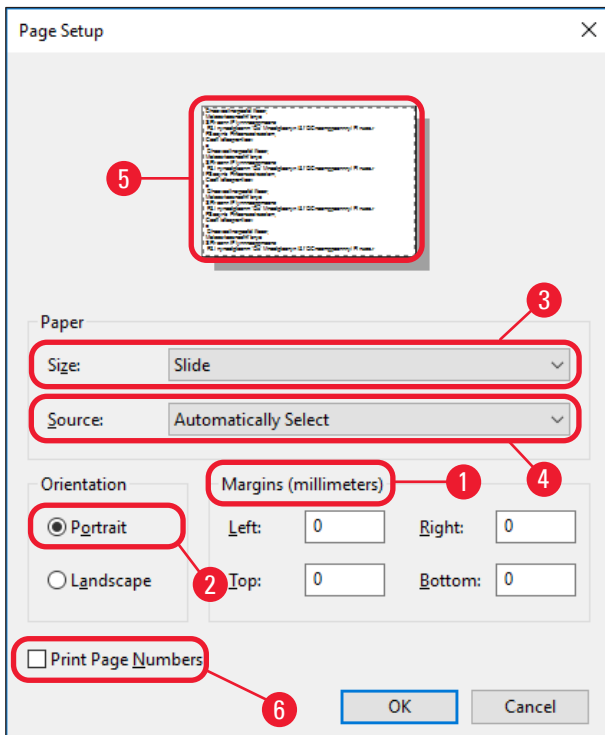 Page Setup
5
3
Paper
Size: Slide
Source: Automatically Select
4
Orientation
Margins (millimeters)
1
Portrait
Left: 0 Right: 0
2
Landscape
Top: 0 Bottom: 0
Print Page Numbers
6
OK Cancel